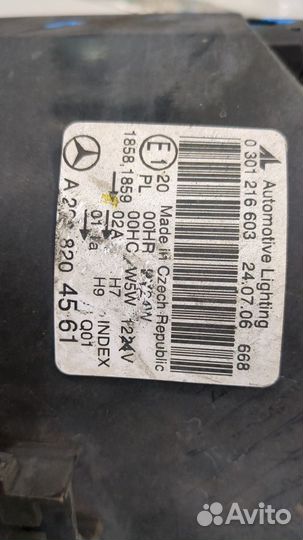 Automotive Lighting
0 301 216 603 24.07.06 668
Made in Czech Republic
E1 20 PL 00HR
1858,1859 00HC W5W
02A H7
01 a H9 INDEX
A 820 45 61 Q01
Avito